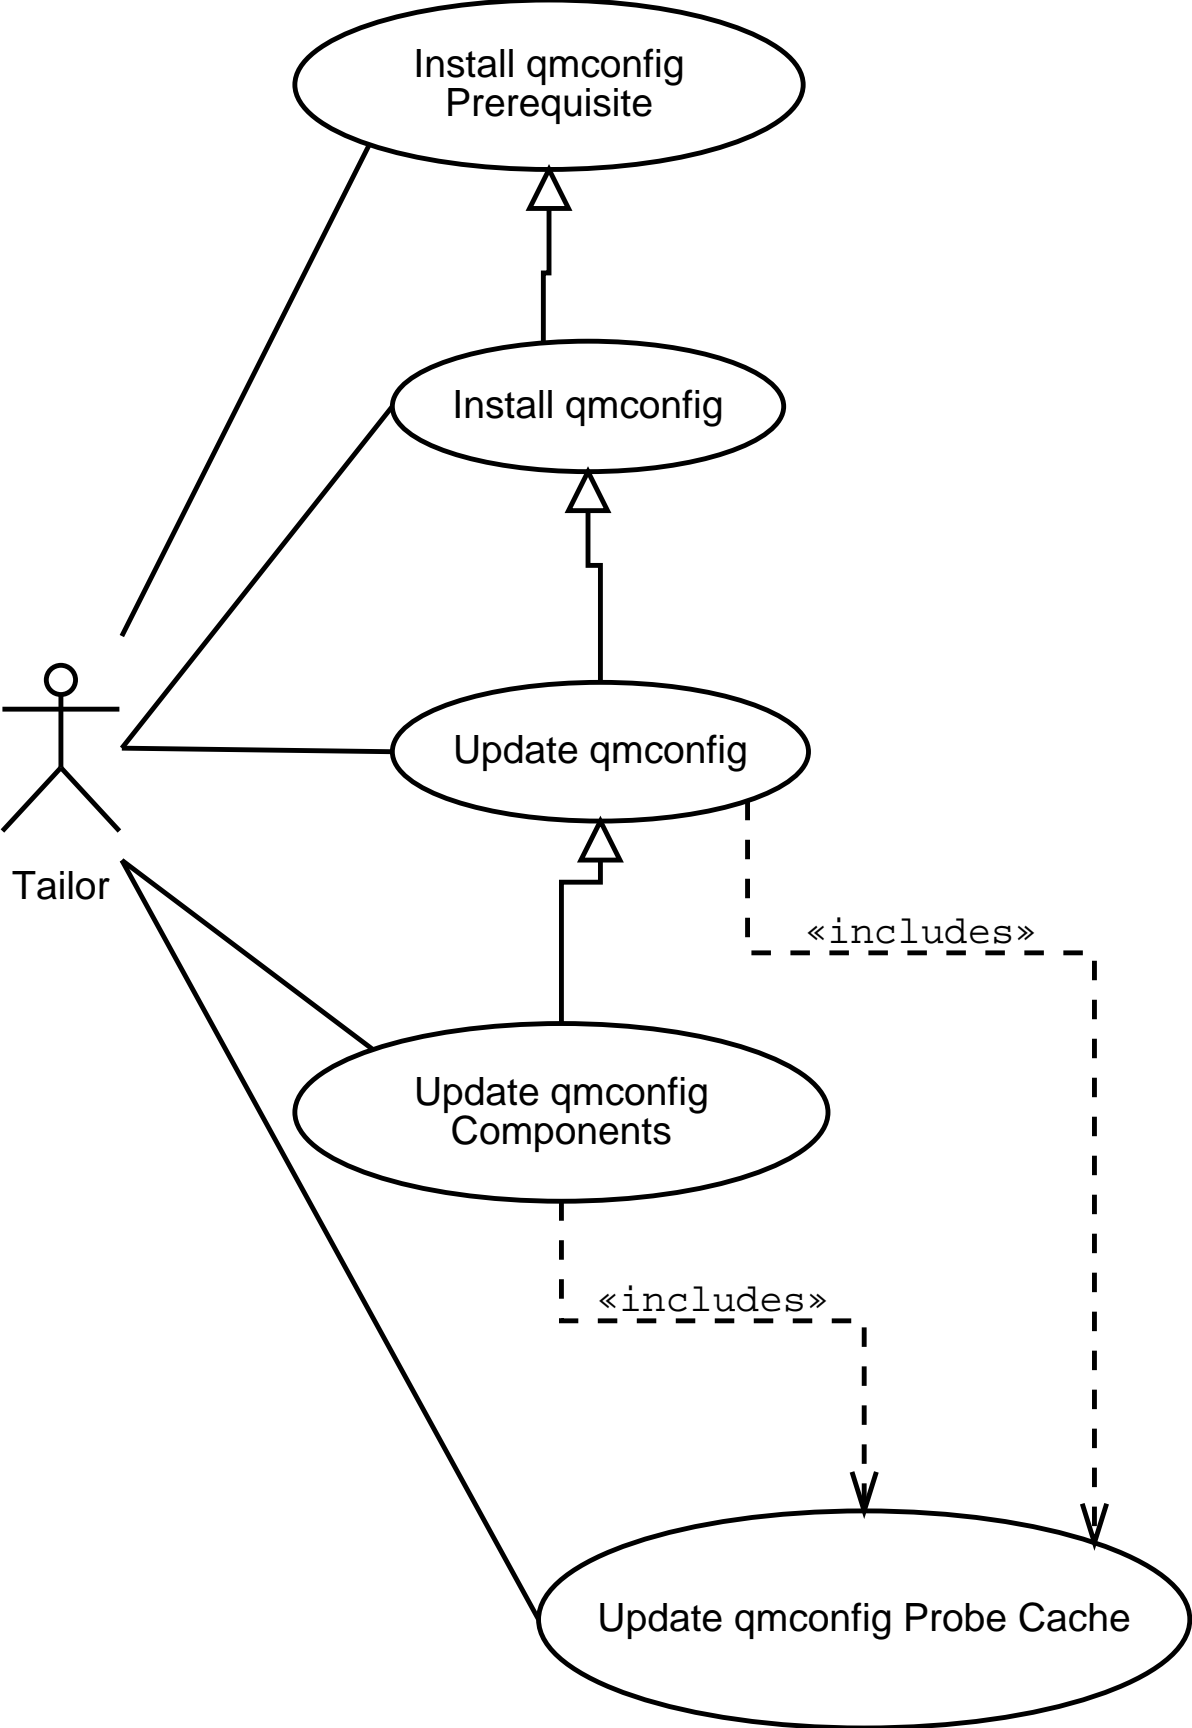 Install qmconfig
Prerequisite
Install qmconfig
Update qmconfig
Tailor
«includes»
Update qmconfig
Components
«includes»
Update qmconfig Probe Cache